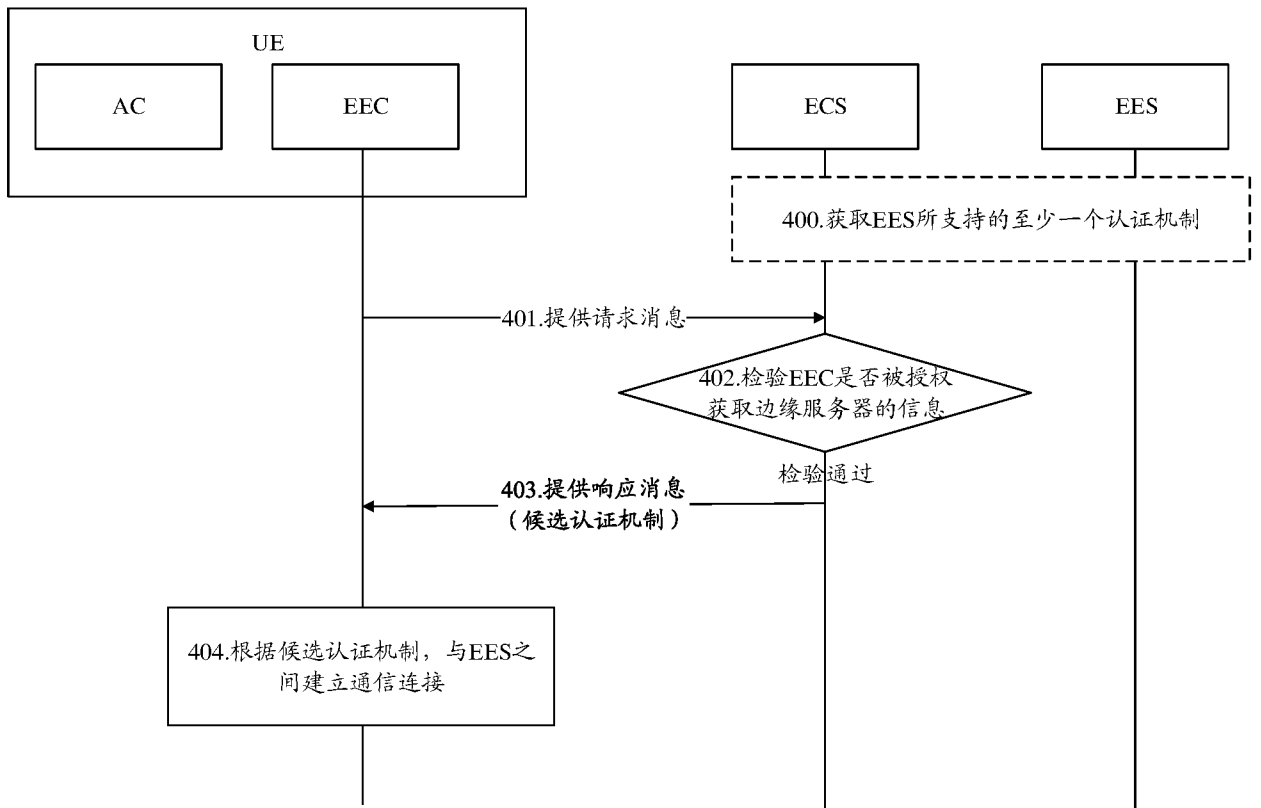 UE
AC
EEC
ECS
EES
400.获取EES所支持的至少一个认证机制
401.提供请求消息
402.检验EEC是否被授权
获取边缘服务器的信息
检验通过
403.提供响应消息
（候选认证机制）
404.根据候选认证机制，与EES之
间建立通信连接